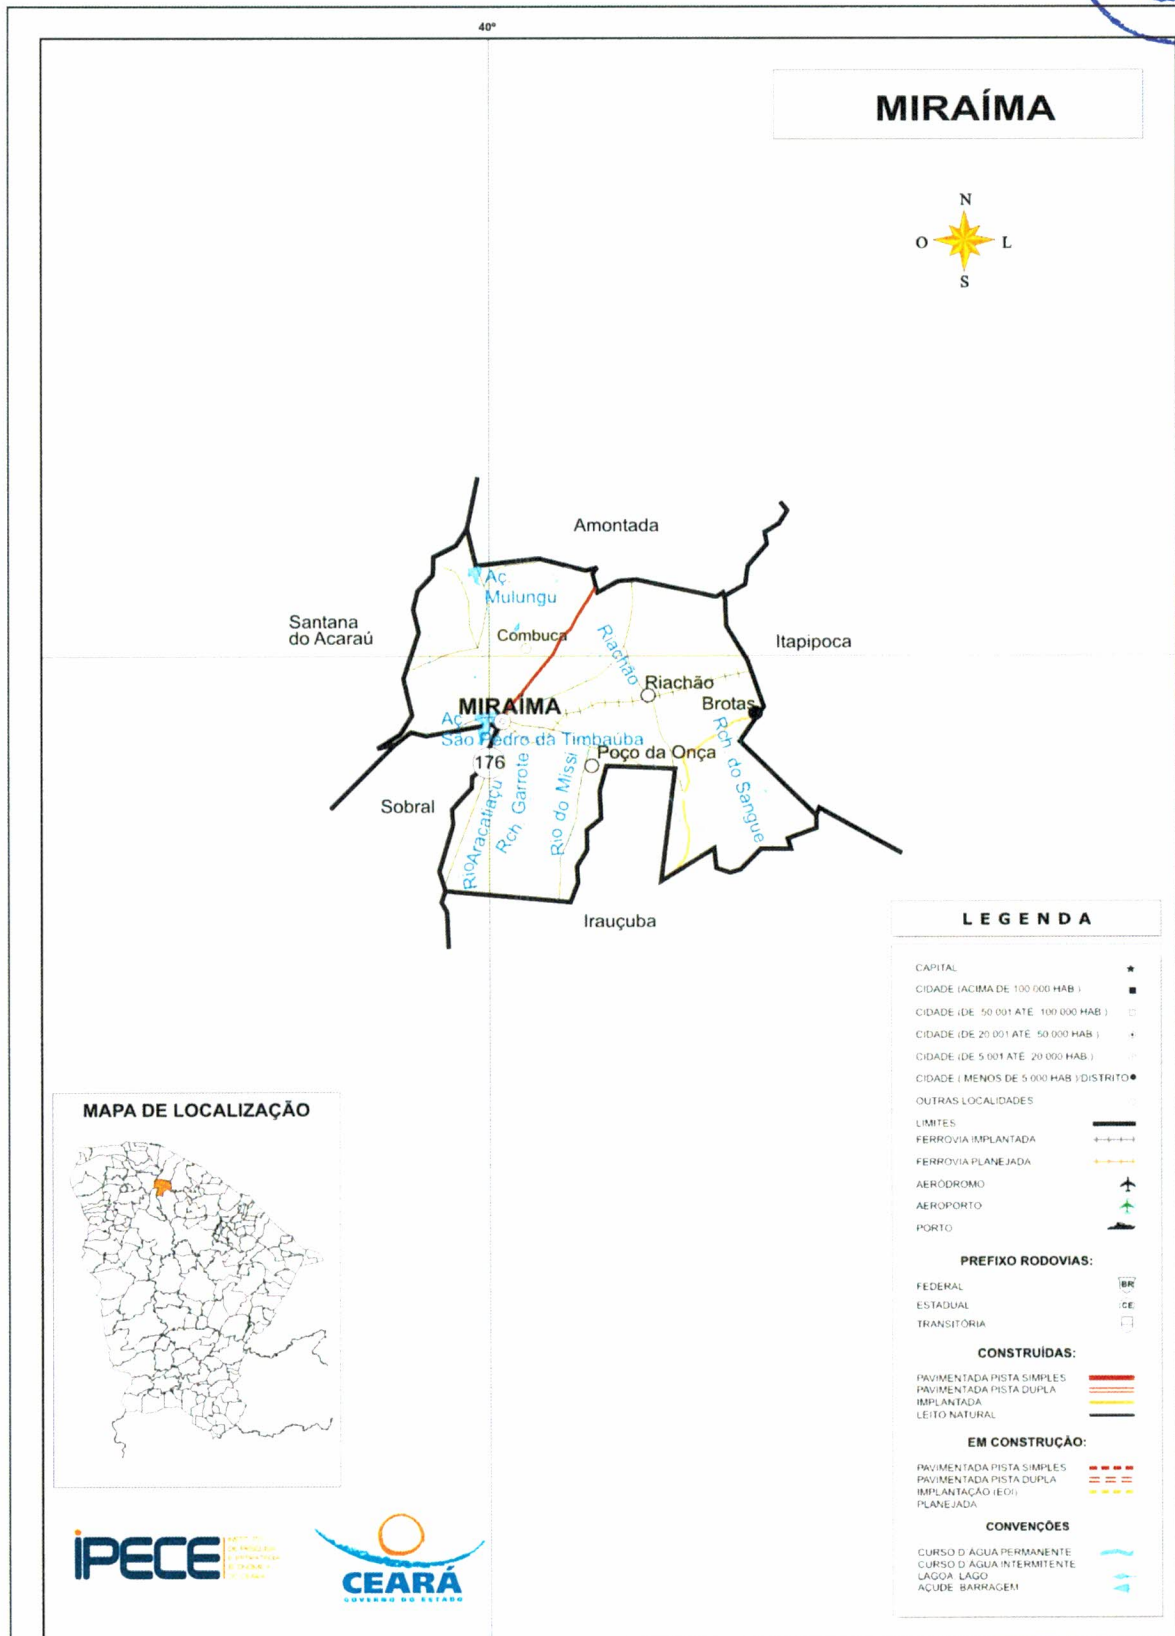 40º
MIRAÍMA
N
O
L
S
Amontada
Aç.
Mulungu
Santana
do Acaraú
Combuca
Riachão
Itapipoca
Riachão
MIRAÍMA
Brotas
Aç.
São Pedro da Timbaúba
Poço da Onça
176
Sobral
Rio Aracatiaçú
Rch Garrote
Rio do Missi
Rch do Sangue
Irauçuba
LEGENDA
CAPITAL
CIDADE (ACIMA DE 100 000 HAB.)
CIDADE (DE 50 001 ATÉ 100 000 HAB.)
CIDADE (DE 20 001 ATÉ 50 000 HAB.)
CIDADE (DE 5 001 ATÉ 20 000 HAB.)
CIDADE ( MENOS DE 5 000 HAB.)/DISTRITO
OUTRAS LOCALIDADES
LIMITES
FERROVIA IMPLANTADA
FERROVIA PLANEJADA
AERÓDROMO
AEROPORTO
PORTO
PREFIXO RODOVIAS:
FEDERAL BR
ESTADUAL CE
TRANSITÓRIA
CONSTRUÍDAS:
PAVIMENTADA PISTA SIMPLES
PAVIMENTADA PISTA DUPLA
IMPLANTADA
LEITO NATURAL
EM CONSTRUÇÃO:
PAVIMENTADA PISTA SIMPLES
PAVIMENTADA PISTA DUPLA
IMPLANTAÇÃO (EOI)
PLANEJADA
CONVENÇÕES
CURSO D ÁGUA PERMANENTE
CURSO D ÁGUA INTERMITENTE
LAGOA LAGO
AÇUDE BARRAGEM
MAPA DE LOCALIZAÇÃO
iPECE
CEARÁ
GOVERNO DO ESTADO